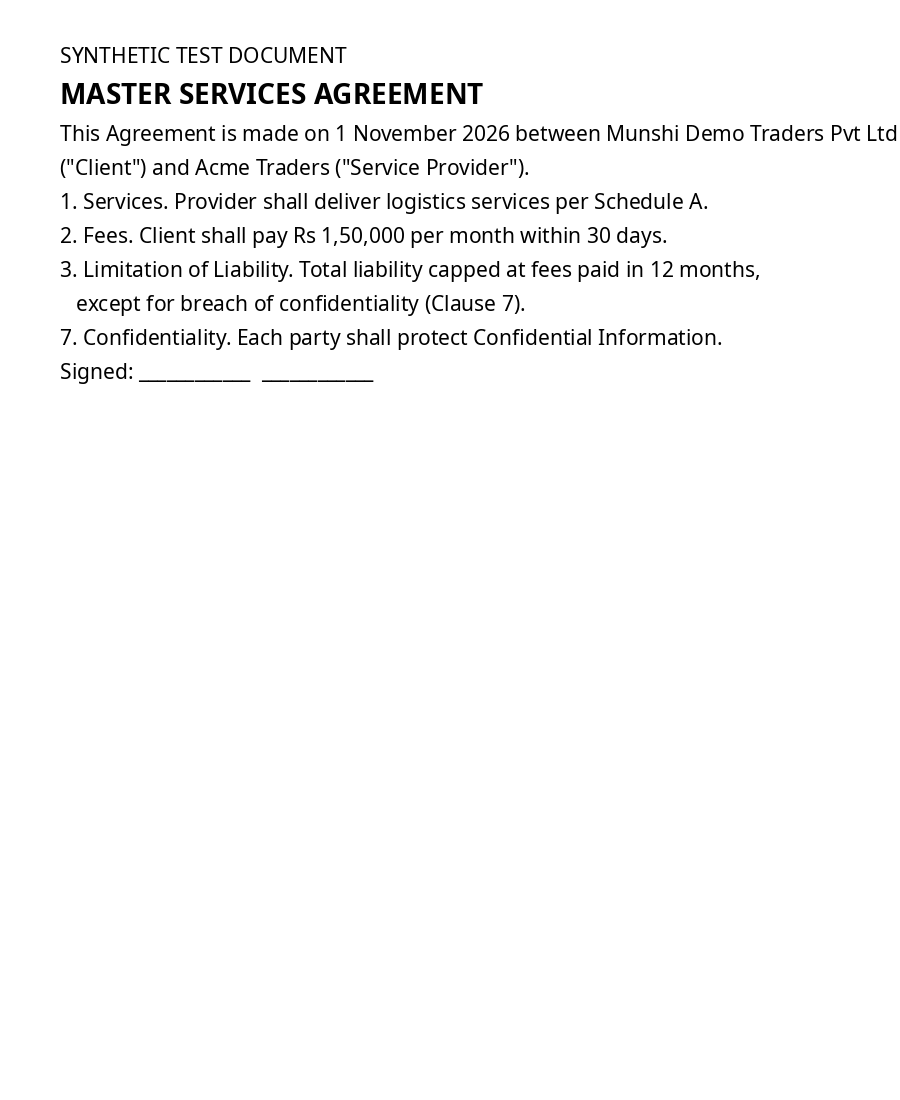 SYNTHETIC TEST DOCUMENT
MASTER SERVICES AGREEMENT
This Agreement is made on 1 November 2026 between Munshi Demo Traders Pvt Ltd
("Client") and Acme Traders ("Service Provider").
1. Services. Provider shall deliver logistics services per Schedule A.
2. Fees. Client shall pay Rs 1,50,000 per month within 30 days.
3. Limitation of Liability. Total liability capped at fees paid in 12 months,
except for breach of confidentiality (Clause 7).
7. Confidentiality. Each party shall protect Confidential Information.
Signed: ___________ ___________